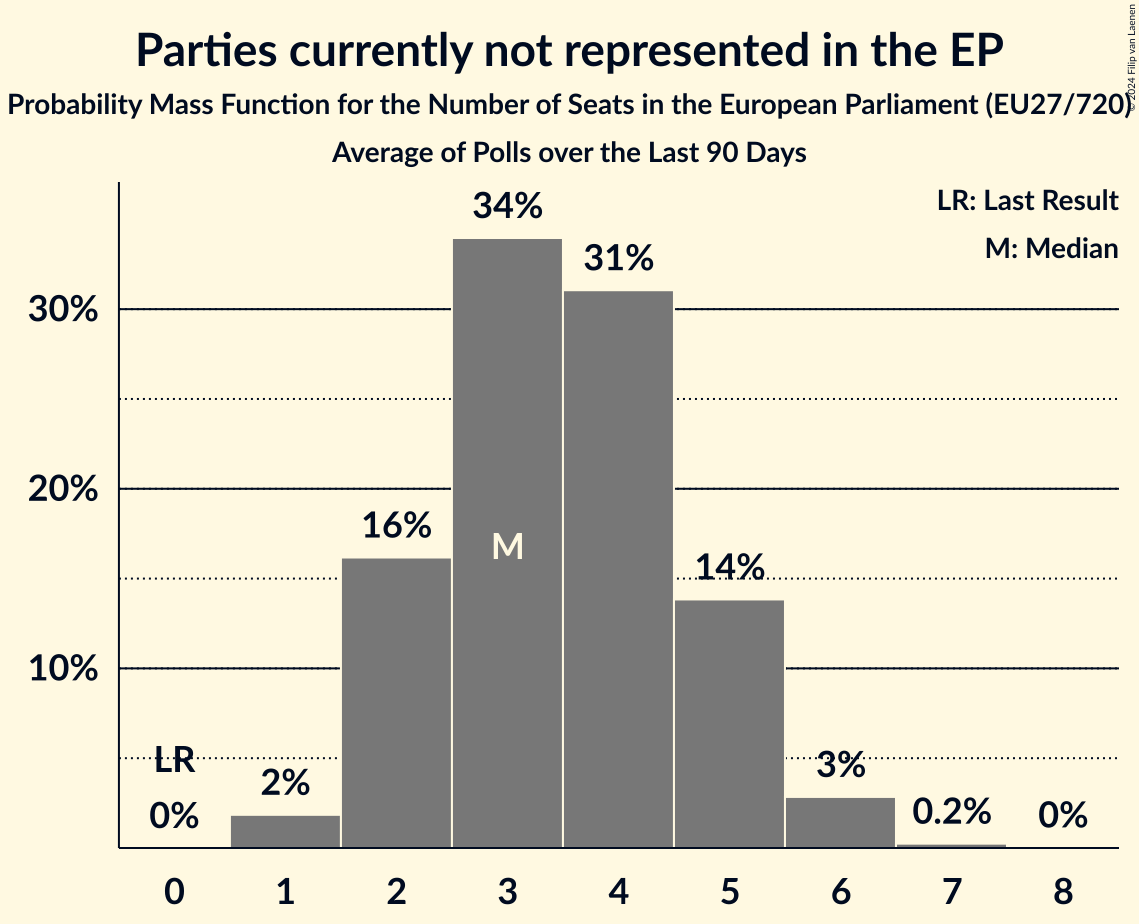 Parties currently not represented in the EP
Probability Mass Function for the Number of Seats in the European Parliament (EU27/720)
Average of Polls over the Last 90 Days
© 2024 Filip van Laenen
LR: Last Result
M: Median
34%
31%
30%
20%
16%
M
14%
10%
LR
2%
3%
0%
0.2%
0%
0 1 2 3 4 5 6 7 8